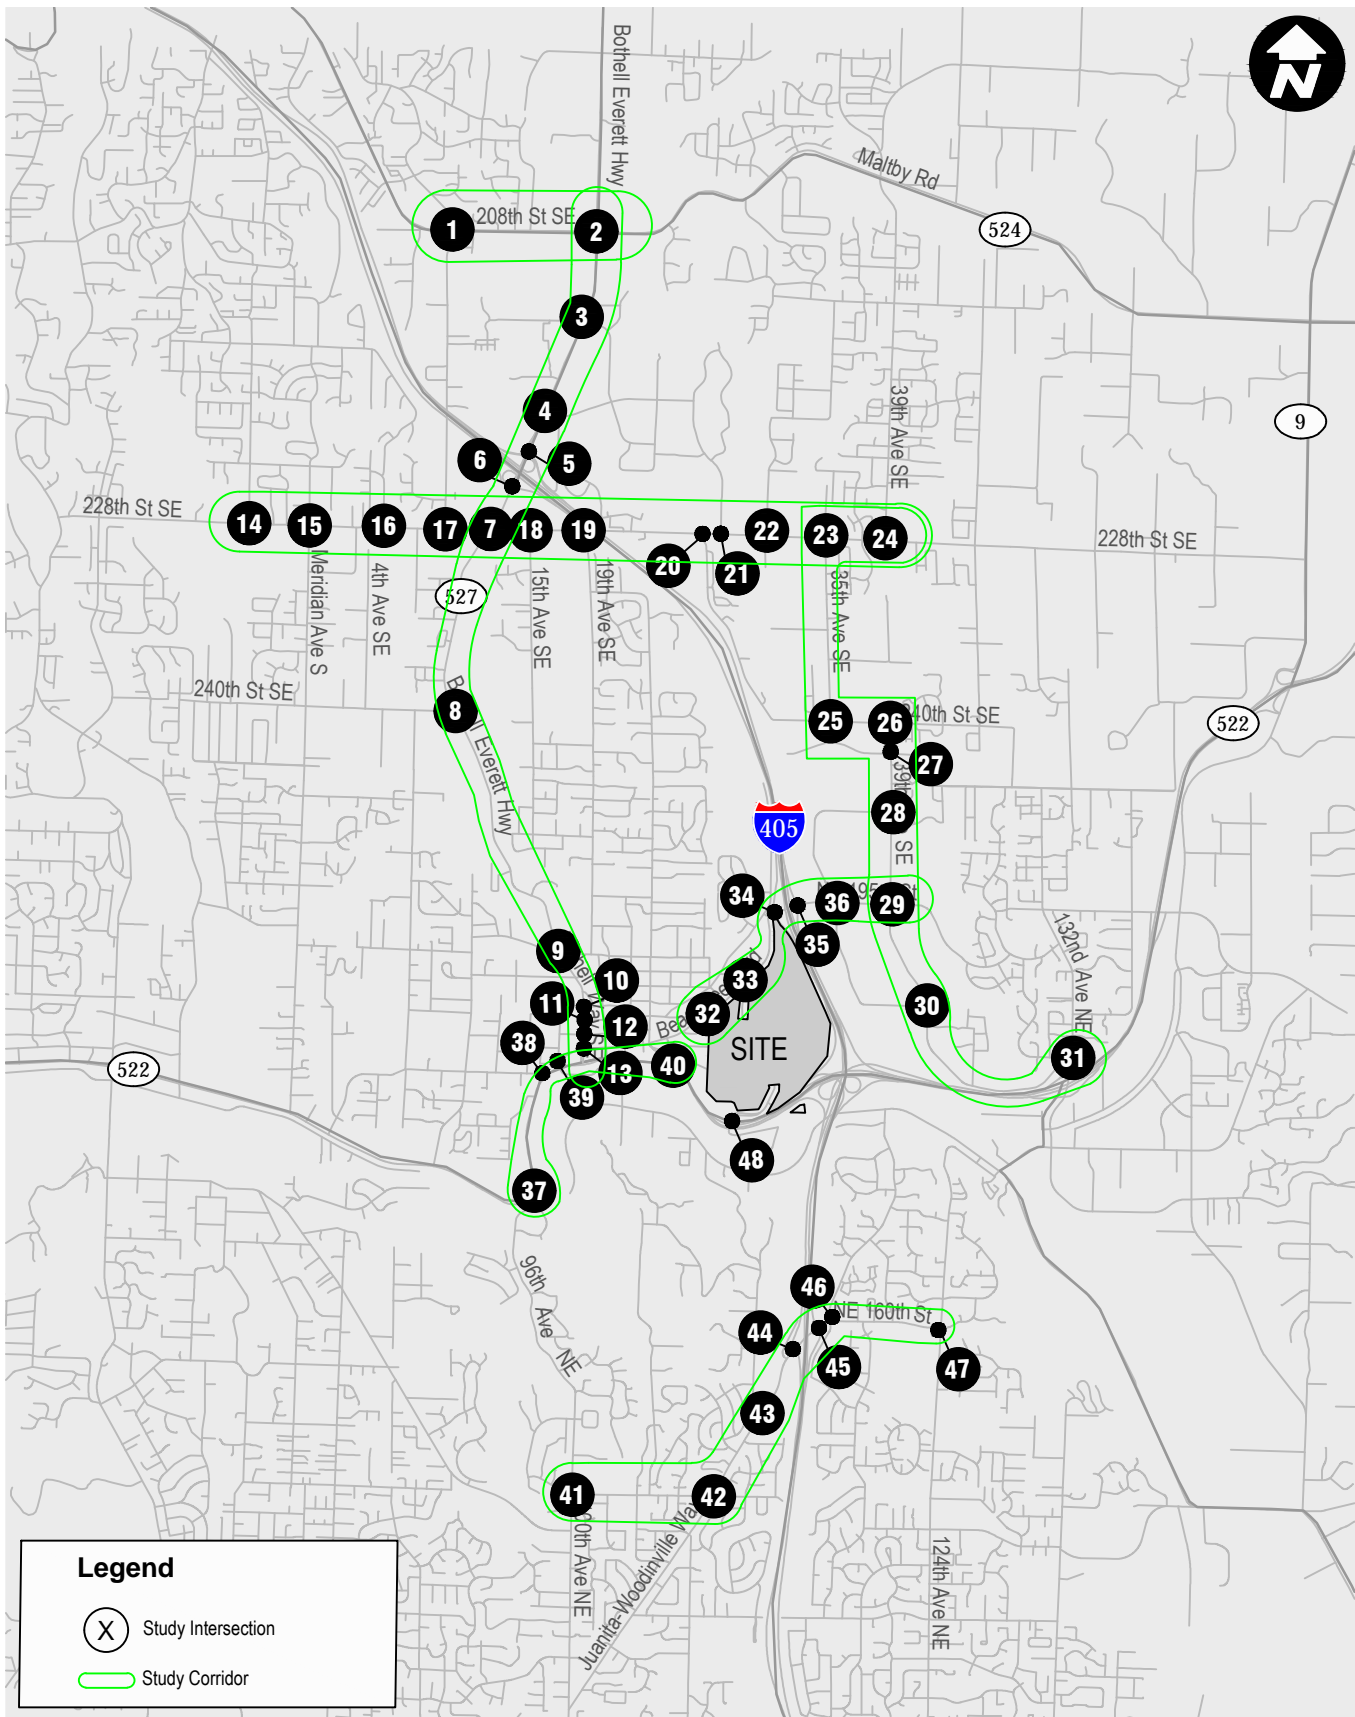 N
Bothell Everett Hwy
Maltby Rd
208th St SE
1
2
524
3
39th Ave SE
4
9
6
5
228th St SE
14
15
16
17
7
18
19
20
21
22
23
24
228th St SE
Meridian Ave S
4th Ave SE
527
15th Ave SE
19th Ave SE
35th Ave SE
240th St SE
8
Everett Hwy
25
26
240th St SE
522
27
28
405
34
36
29
35
132nd Ave NE
9
10
33
11
32
12
30
38
SITE
40
31
522
13
39
48
37
96th Ave NE
46
NE 160th St
44
45
47
43
41
42
Juanita-Woodinville Way
124th Ave NE
Legend
X Study Intersection
Study Corridor